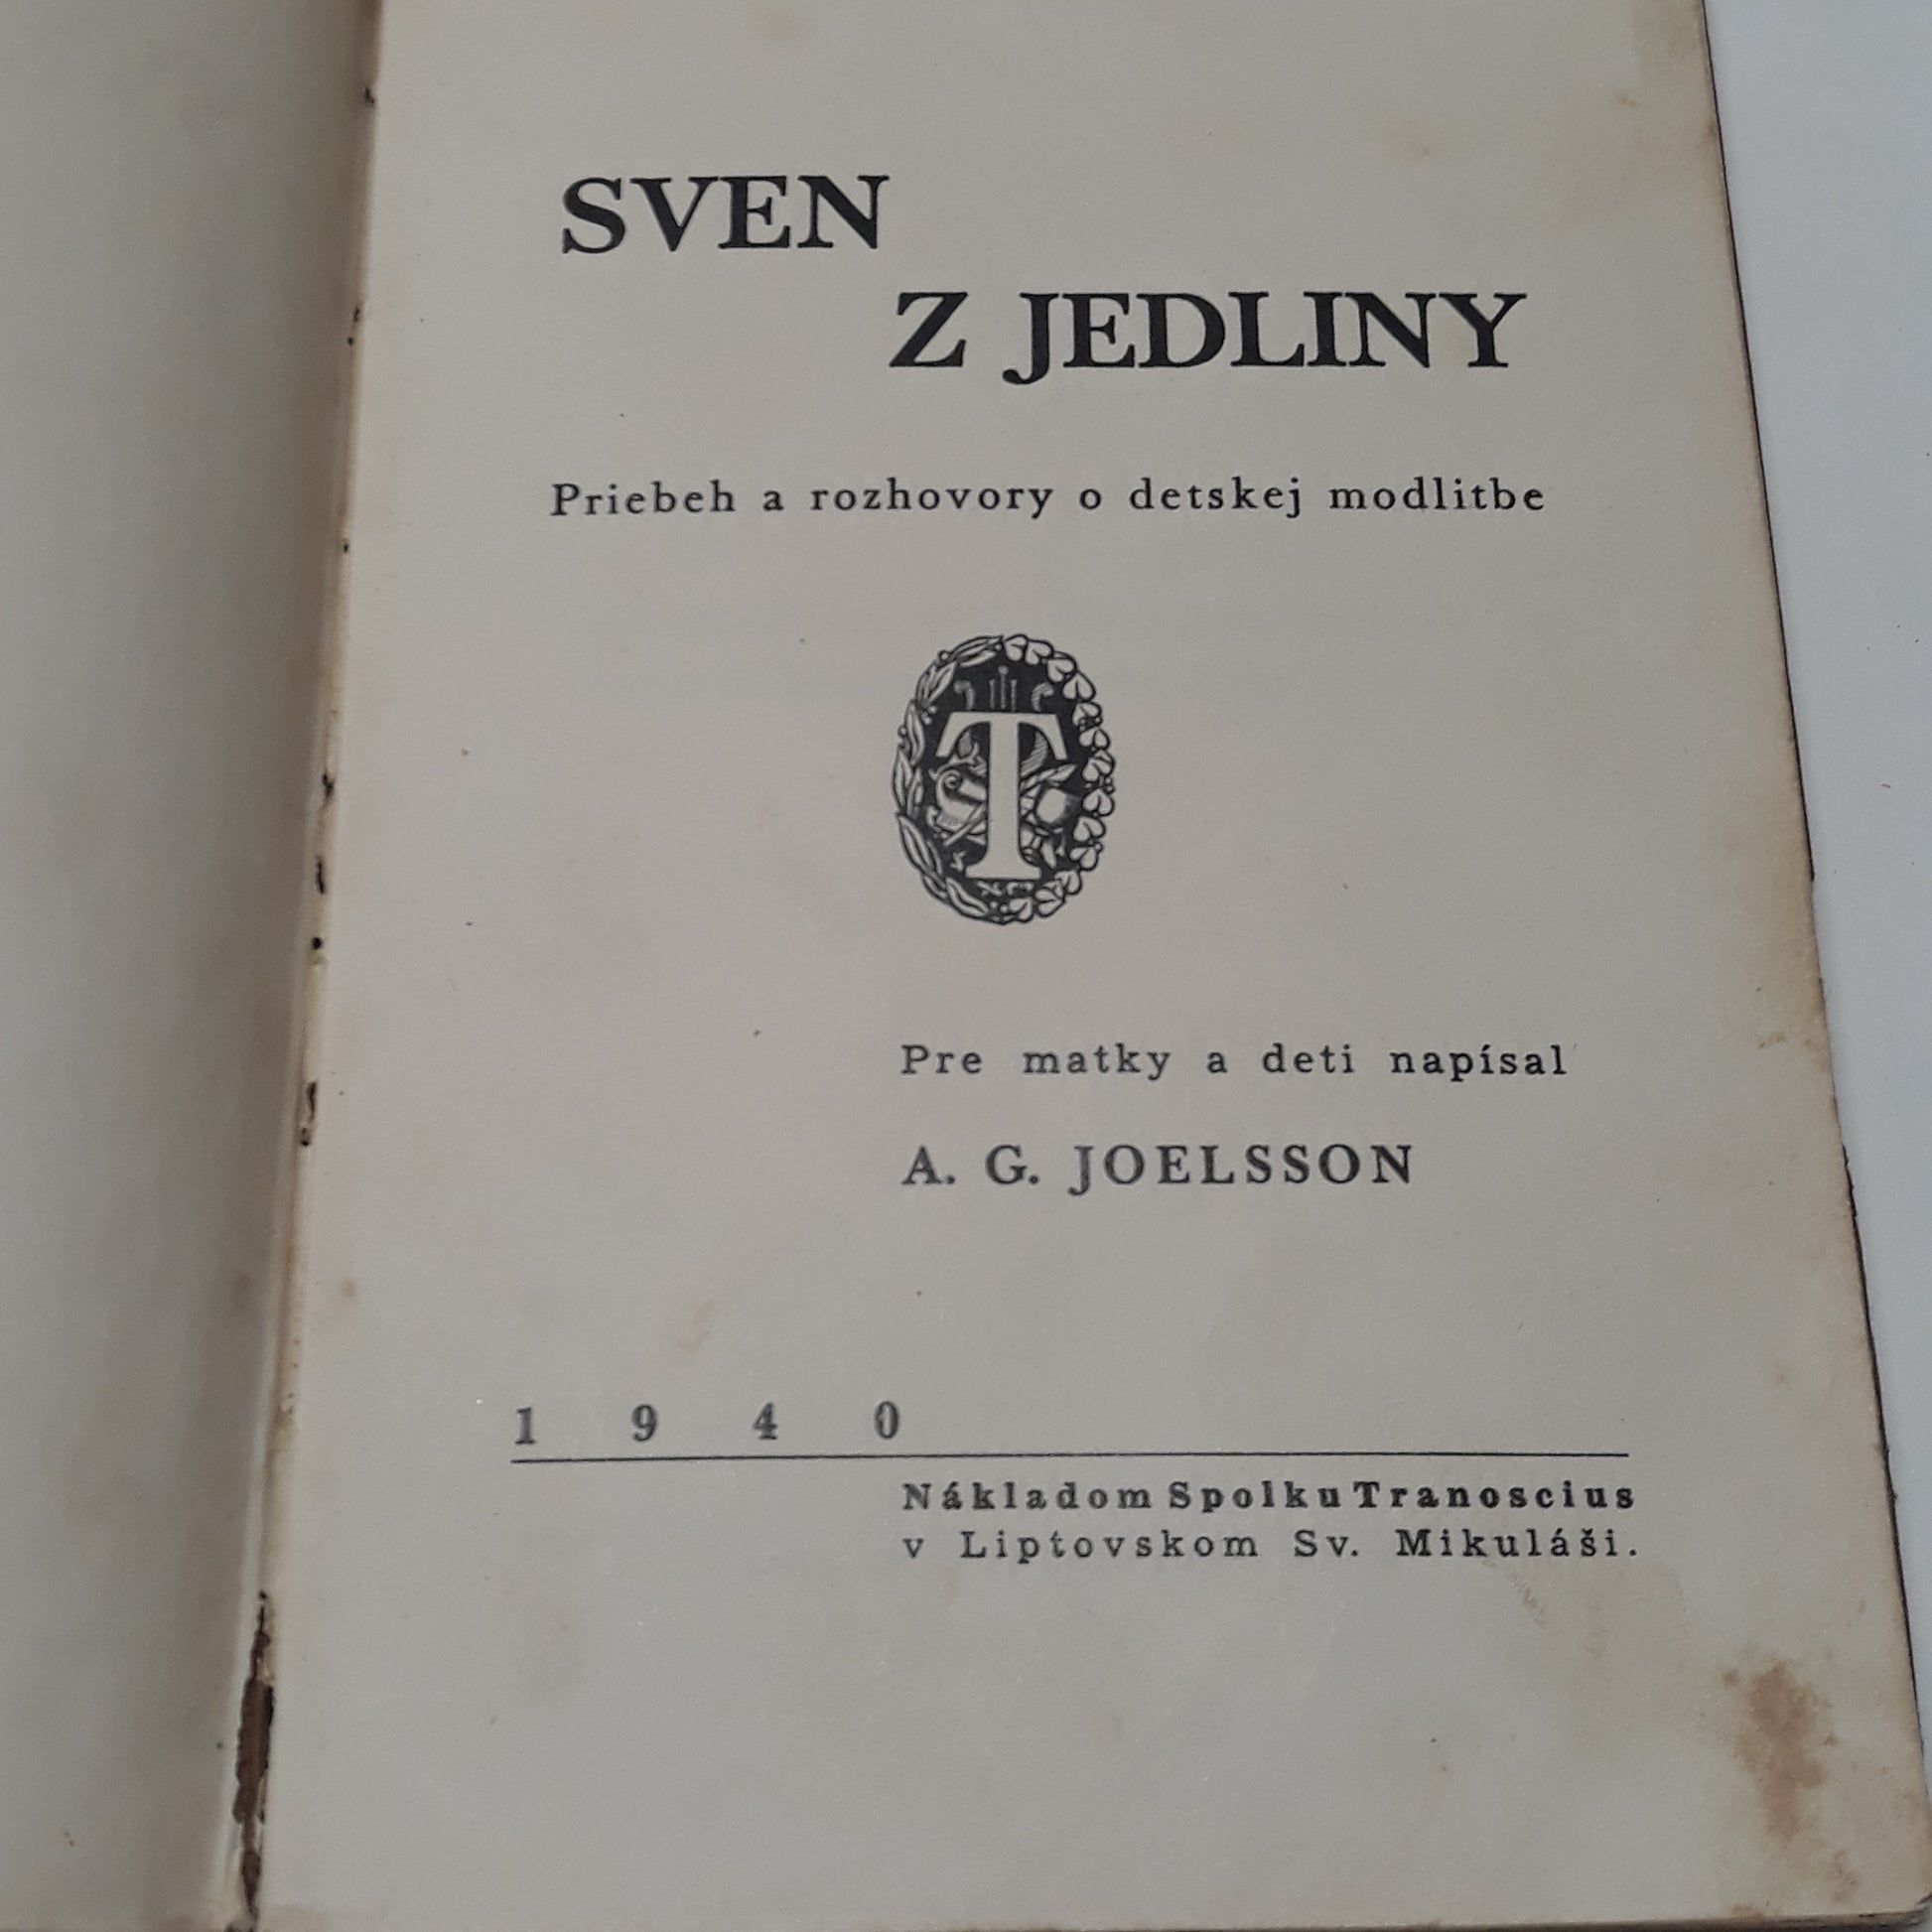 SVEN
Z JEDLINY
Priebeh a rozhovory o detskej modlitbe
T
Pre matky a deti napísal
A. G. JOELSSON
1 9 4 0
Nákladom Spolku Tranoscius
v Liptovskom Sv. Mikuláši.